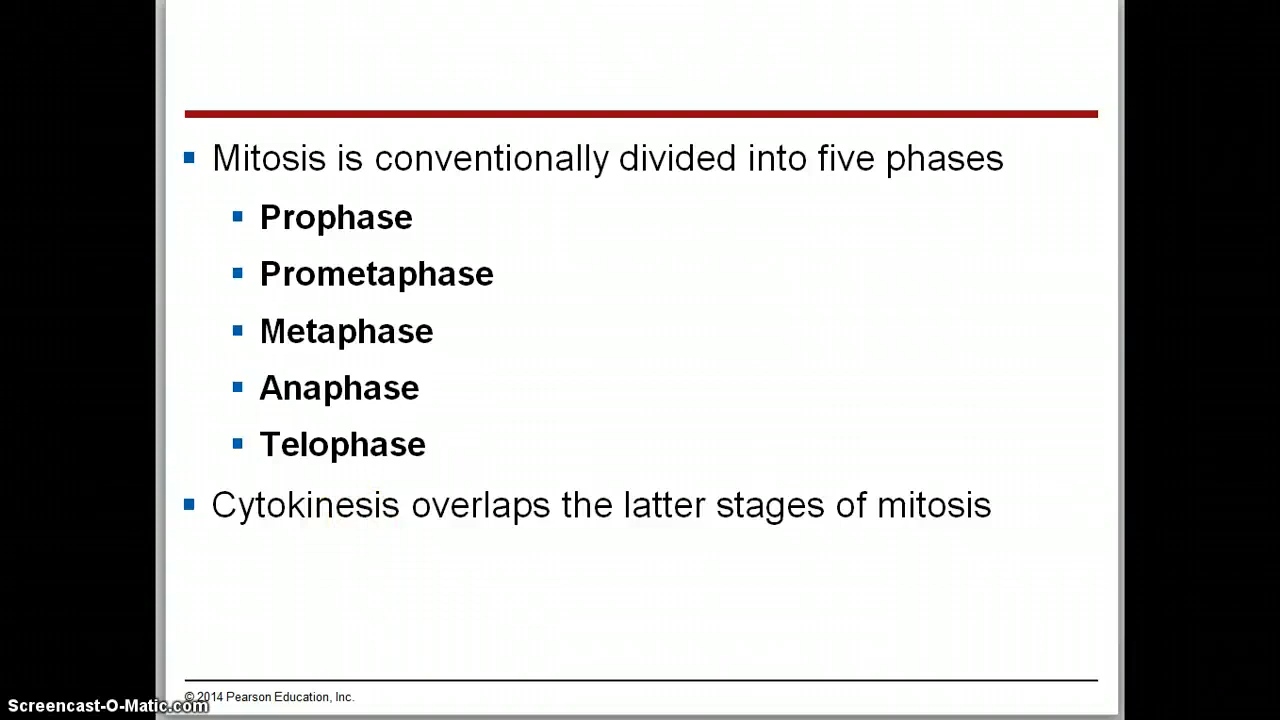 Mitosis is conventionally divided into five phases
Prophase
Prometaphase
Metaphase
Anaphase
Telophase
Cytokinesis overlaps the latter stages of mitosis
© 2014 Pearson Education, Inc.
Screencast-O-Matic.com